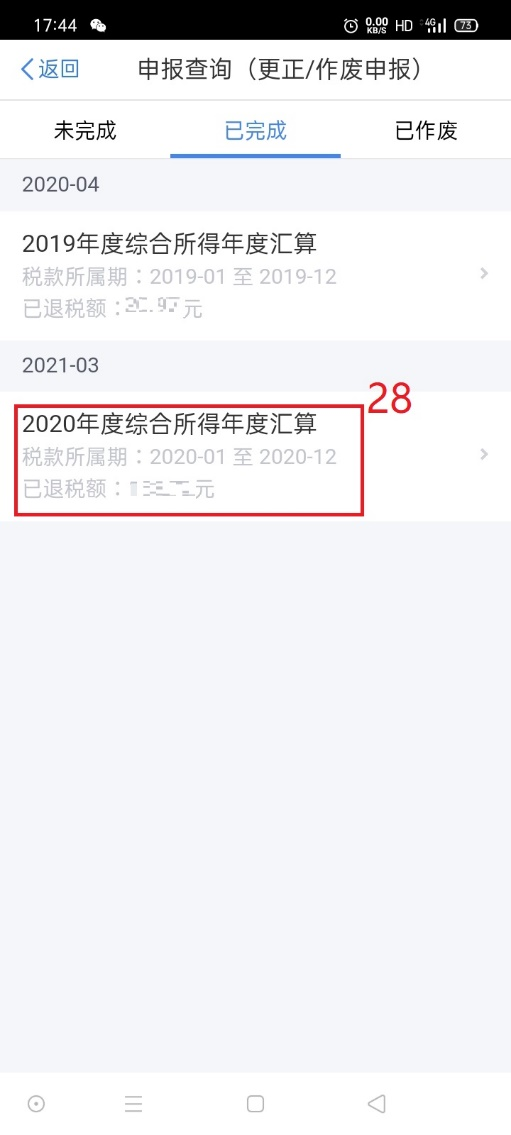 17:44
0.00 KB/S HD 4G 73
返回
申报查询（更正/作废申报）
未完成
已完成
已作废
2020-04
2019年度综合所得年度汇算
税款所属期：2019-01 至 2019-12
已退税额： 元
2021-03
28
2020年度综合所得年度汇算
税款所属期：2020-01 至 2020-12
已退税额： 元